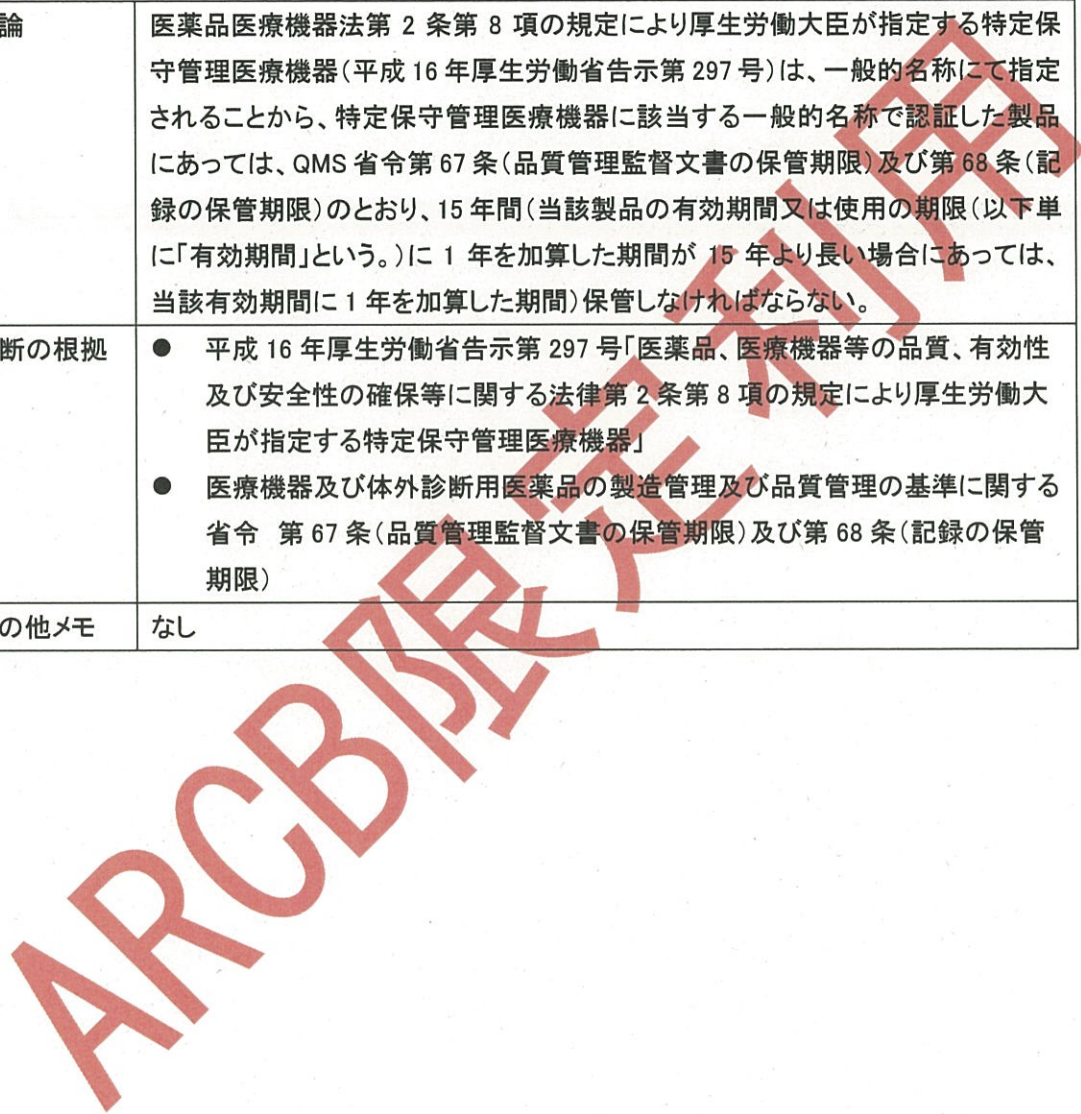 論
医薬品医療機器法第 2 条第 8 項の規定により厚生労働大臣が指定する特定保
守管理医療機器(平成 16 年厚生労働省告示第 297 号)は、一般的名称にて指定
されることから、特定保守管理医療機器に該当する一般的名称で認証した製品
にあっては、QMS 省令第 67 条(品質管理監督文書の保管期限)及び第 68 条(記
録の保管期限)のとおり、15 年間(当該製品の有効期間又は使用の期限(以下単
に「有効期間」という。)に 1 年を加算した期間が 15 年より長い場合にあっては、
当該有効期間に 1 年を加算した期間)保管しなければならない。
断の根拠
● 平成 16 年厚生労働省告示第 297 号「医薬品、医療機器等の品質、有効性
及び安全性の確保等に関する法律第 2 条第 8 項の規定により厚生労働大
臣が指定する特定保守管理医療機器」
● 医療機器及び体外診断用医薬品の製造管理及び品質管理の基準に関する
省令 第 67 条(品質管理監督文書の保管期限)及び第 68 条(記録の保管
期限)
の他メモ なし
ARCB限定利用